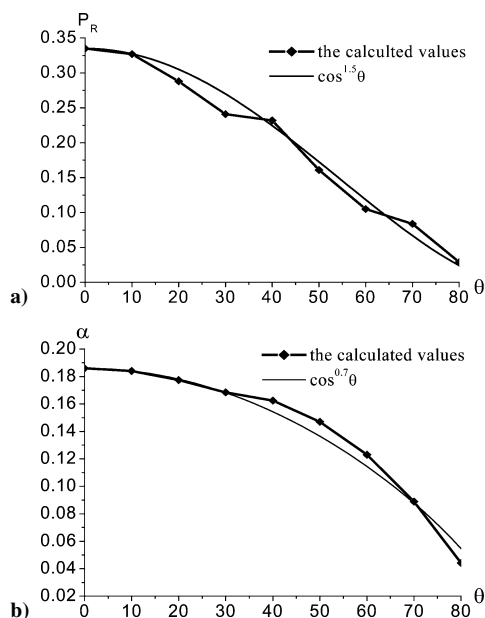 P_R
0.35
the calculted values
0.30
cos^1.5θ
0.25
0.20
0.15
0.10
0.05
0.00
0 10 20 30 40 50 60 70 80 θ
a)
α
0.20
the calculated values
0.18
cos^0.7θ
0.16
0.14
0.12
0.10
0.08
0.06
0.04
0.02
0 10 20 30 40 50 60 70 80 θ
b)